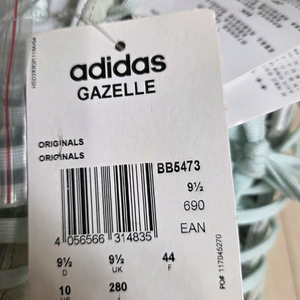 adidas
GAZELLE
ORIGINALS
ORIGINALS
BB5473
9½
690
EAN
4 056566 314835
9½ 9½ 44
D UK F
10 280
US J
PO# 117045270